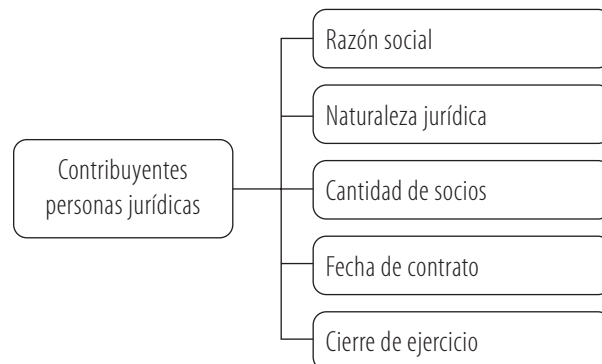 Razón social
Naturaleza jurídica
Contribuyentes
personas jurídicas
Cantidad de socios
Fecha de contrato
Cierre de ejercicio